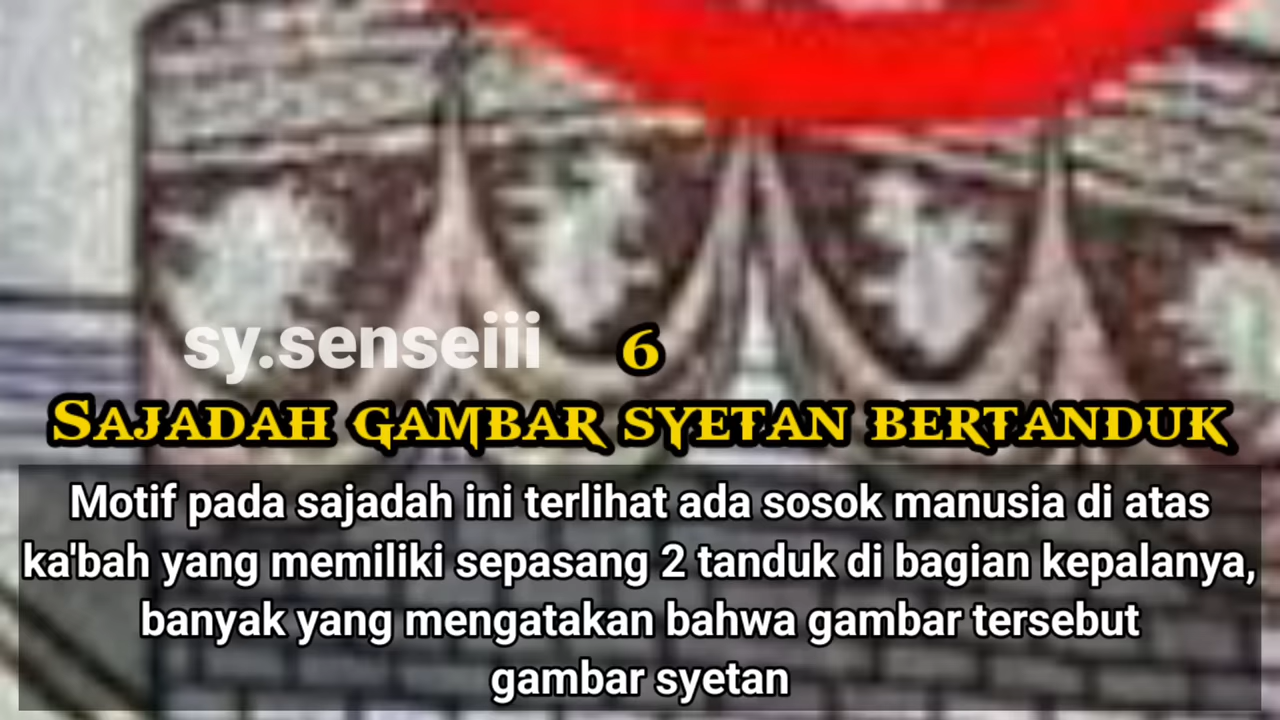 sy.senseiii
6
SAJADAH GAMBAR SYETAN BERTANDUK
Motif pada sajadah ini terlihat ada sosok manusia di atas
ka'bah yang memiliki sepasang 2 tanduk di bagian kepalanya,
banyak yang mengatakan bahwa gambar tersebut
gambar syetan